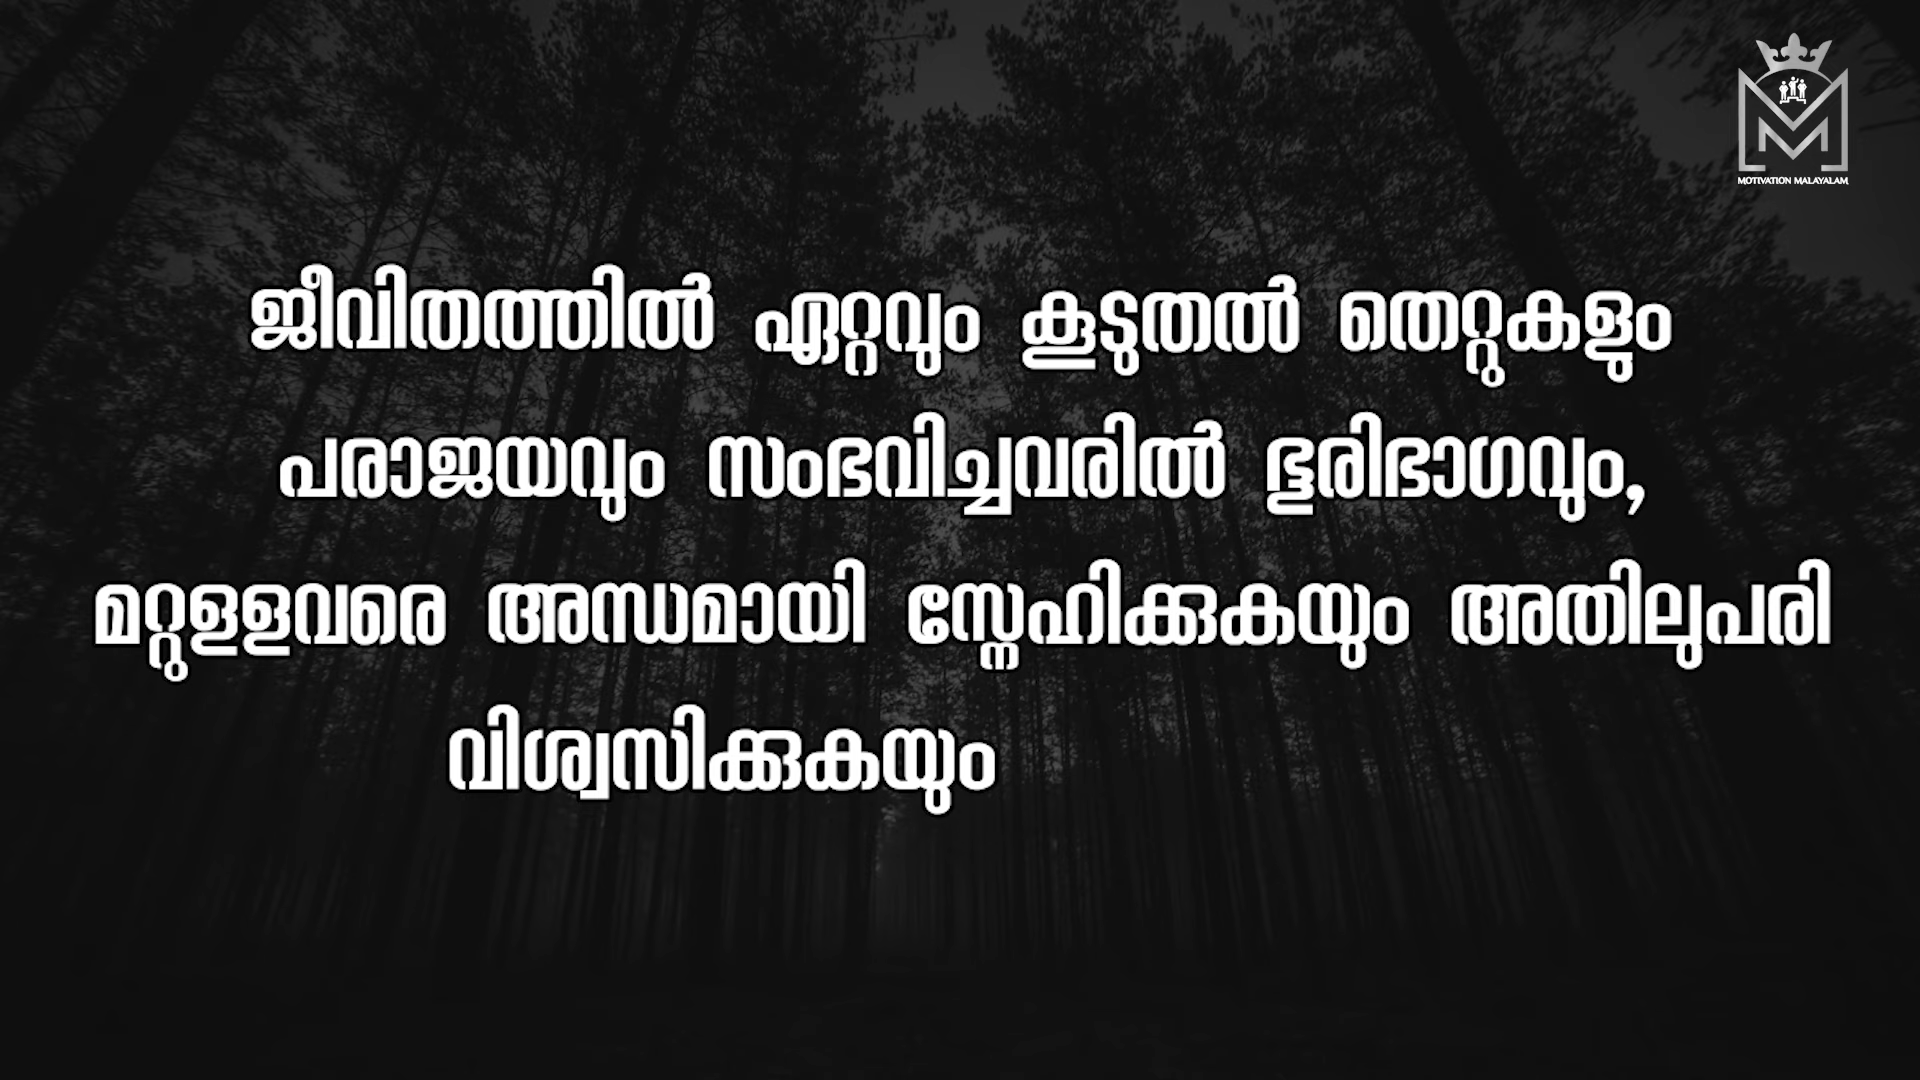 MOTIVATION MALAYALAM
ജീവിതത്തിൽ ഏറ്റവും കൂടുതൽ തെറ്റുകളും
പരാജയവും സംഭവിച്ചവരിൽ ഭൂരിഭാഗവും,
മറ്റുളളവരെ അന്ധമായി സ്നേഹിക്കുകയും അതിലുപരി
വിശ്വസിക്കുകയും